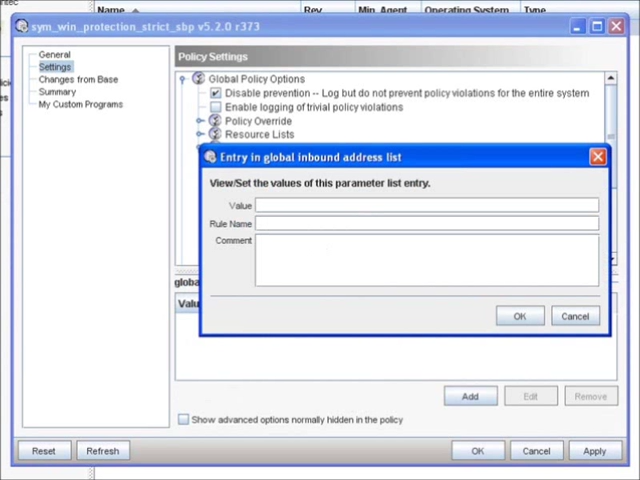 Name Rev Min. Agent Operating System Type
sym_win_protection_strict_sbp v5.2.0 r373
General
Settings
Changes from Base
Summary
My Custom Programs
Policy Settings
Global Policy Options
Disable prevention -- Log but do not prevent policy violations for the entire system
Enable logging of trivial policy violations
Policy Override
Resource Lists
Entry in global inbound address list
View/Set the values of this parameter list entry.
Value
Rule Name
Comment
OK Cancel
global
Valu
Add Edit Remove
Show advanced options normally hidden in the policy
Reset Refresh OK Cancel Apply